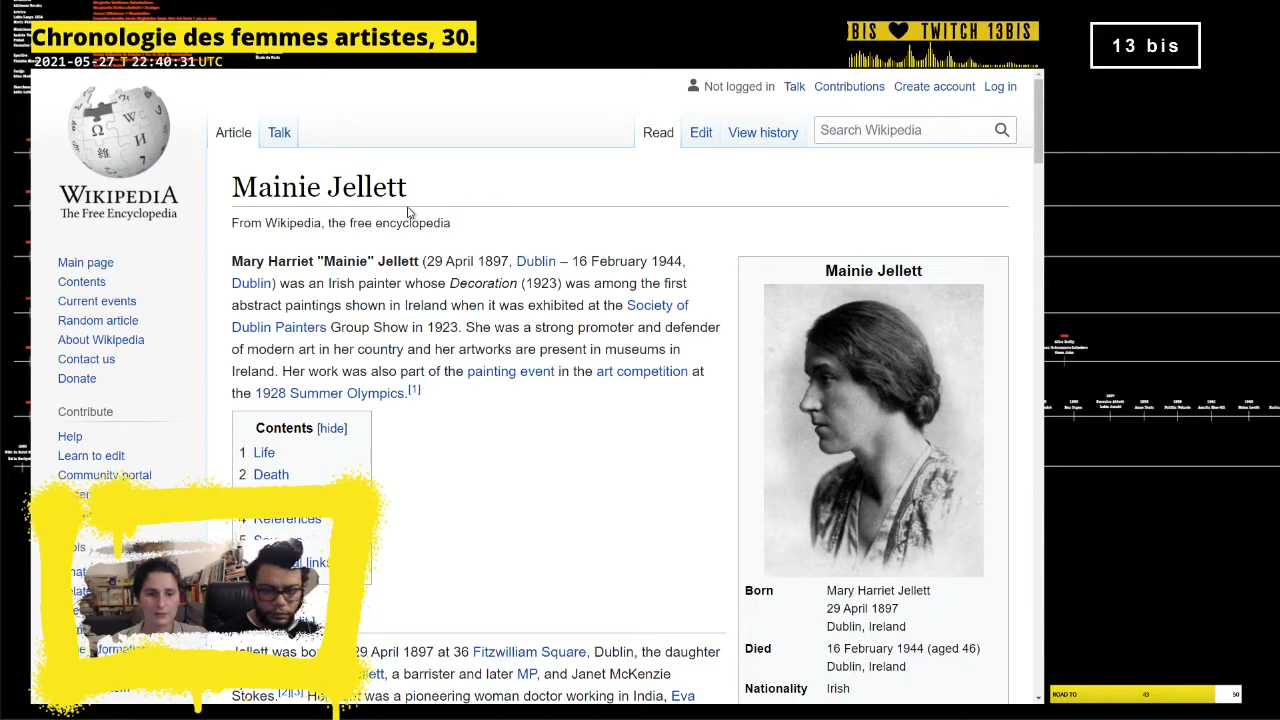 Chronologie des femmes artistes, 30.
2021-05-27 T 22:40:31 UTC
BIS TWITCH 13BIS
13 bis
Not logged in Talk Contributions Create account Log in
Article Talk Read Edit View history Search Wikipedia
WIKIPEDIA
The Free Encyclopedia
Mainie Jellett
From Wikipedia, the free encyclopedia
Main page
Contents
Current events
Random article
About Wikipedia
Contact us
Donate
Contribute
Help
Learn to edit
Community portal
Mary Harriet "Mainie" Jellett (29 April 1897, Dublin – 16 February 1944,
Dublin) was an Irish painter whose Decoration (1923) was among the first
abstract paintings shown in Ireland when it was exhibited at the Society of
Dublin Painters Group Show in 1923. She was a strong promoter and defender
of modern art in her country and her artworks are present in museums in
Ireland. Her work was also part of the painting event in the art competition at
the 1928 Summer Olympics.[1]
Contents [hide]
1 Life
2 Death
4 References
5
Jellett was born 29 April 1897 at 36 Fitzwilliam Square, Dublin, the daughter
a barrister and later MP, and Janet McKenzie
Stokes.[2][3] was a pioneering woman doctor working in India, Eva
Mainie Jellett
Born Mary Harriet Jellett
29 April 1897
Dublin, Ireland
Died 16 February 1944 (aged 46)
Dublin, Ireland
Nationality Irish
ROAD TO 43 50